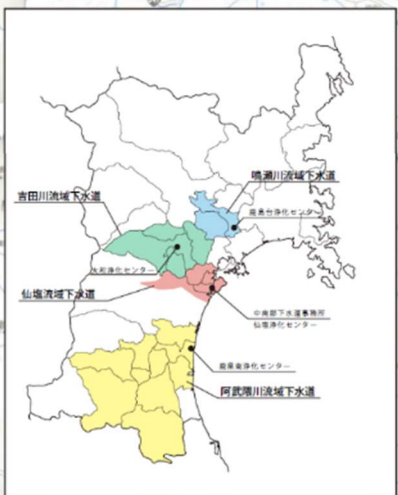 鳴瀬川流域下水道
吉田川流域下水道
鹿島台浄化センター
大和浄化センター
仙塩流域下水道
中南部下水道事務所
仙塩浄化センター
県南浄化センター
阿武隈川流域下水道